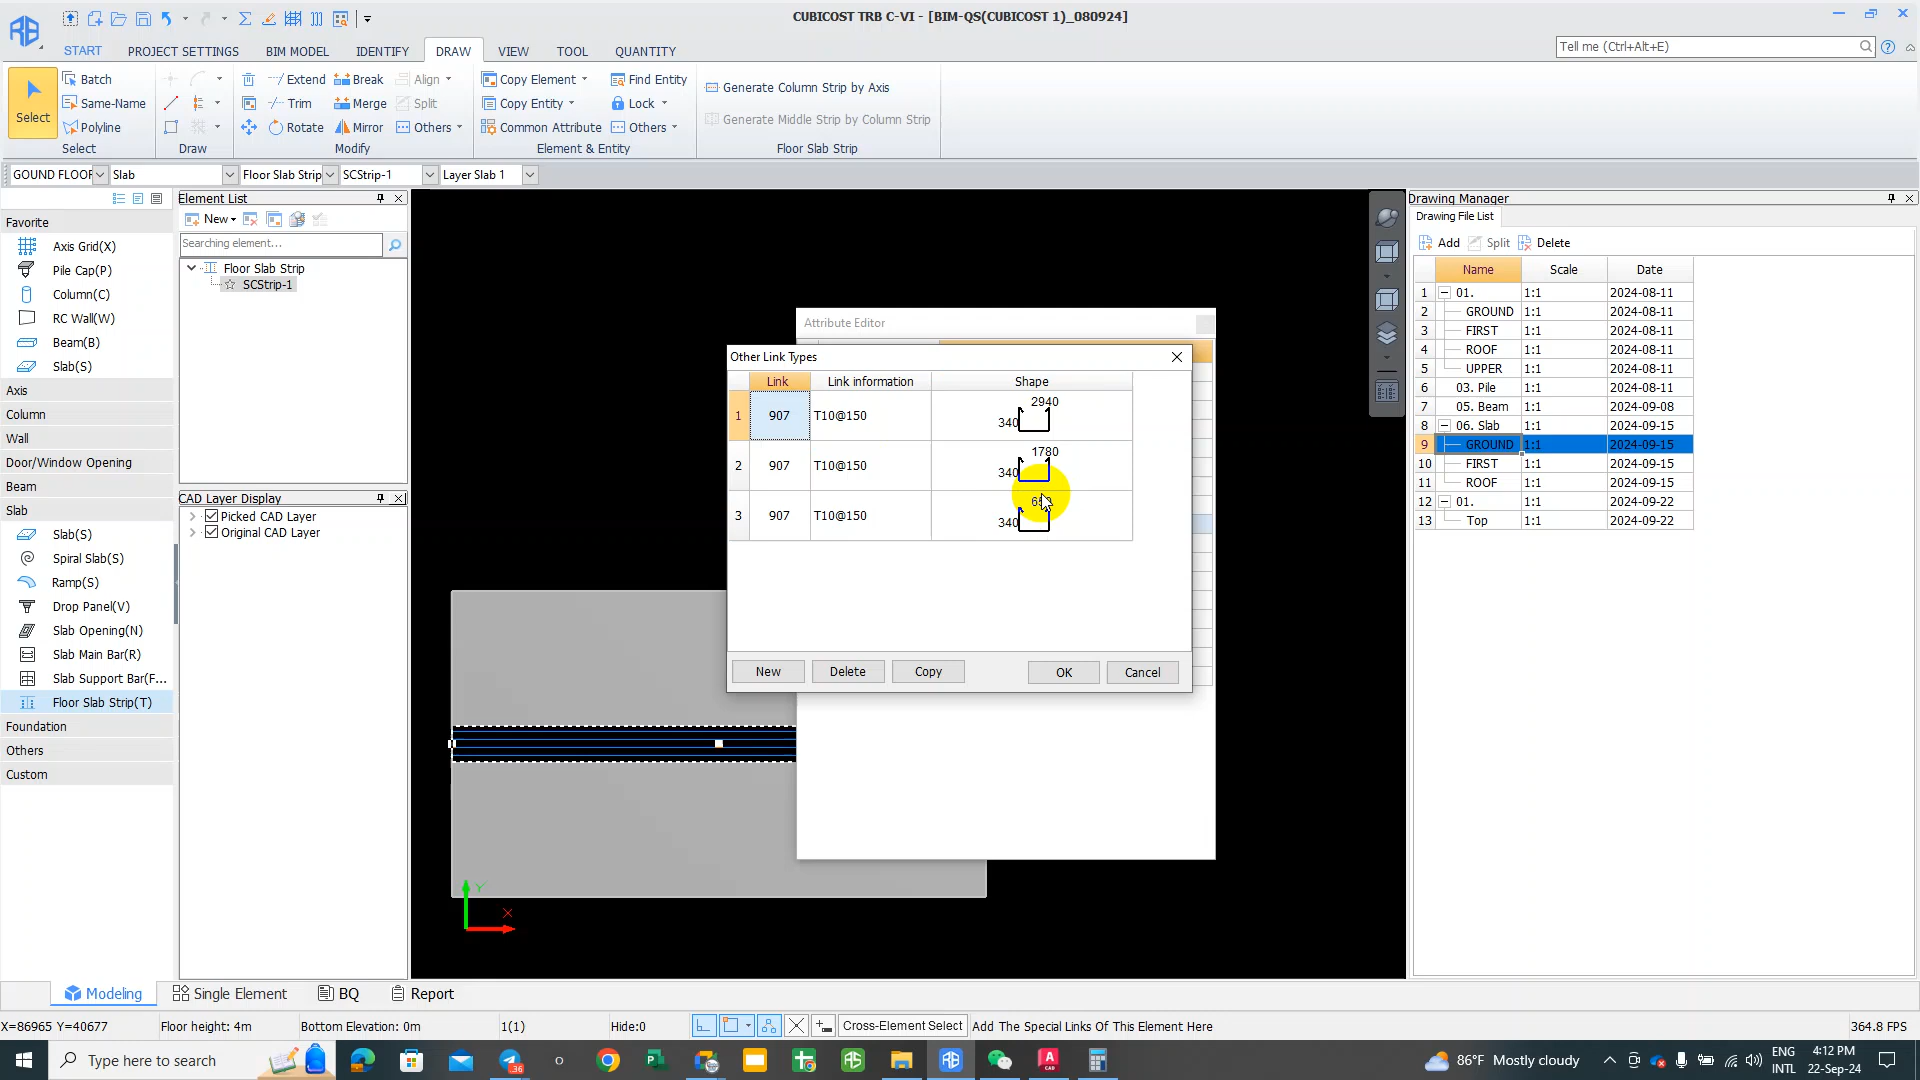 CUBICOST TRB C-VI - [BIM-QS(CUBICOST 1)_080924]
START PROJECT SETTINGS BIM MODEL IDENTIFY DRAW VIEW TOOL QUANTITY
Tell me (Ctrl+Alt+E)
Select
Batch
Same-Name
Polyline
Select
Draw
Extend Break Align
Trim Merge Split
Rotate Mirror Others
Modify
Copy Element Find Entity
Copy Entity Lock
Common Attribute Others
Element & Entity
Generate Column Strip by Axis
Generate Middle Strip by Column Strip
Floor Slab Strip
GOUND FLOOR Slab Floor Slab Strip SCStrip-1 Layer Slab 1
Favorite
Axis Grid(X)
Pile Cap(P)
Column(C)
RC Wall(W)
Beam(B)
Slab(S)
Axis
Column
Wall
Door/Window Opening
Beam
Slab
Slab(S)
Spiral Slab(S)
Ramp(S)
Drop Panel(V)
Slab Opening(N)
Slab Main Bar(R)
Slab Support Bar(F...
Floor Slab Strip(T)
Foundation
Others
Custom
Element List
New
Searching element...
Floor Slab Strip
SCStrip-1
CAD Layer Display
Picked CAD Layer
Original CAD Layer
Attribute Editor
Other Link Types
Link Link information Shape
1 907 T10@150 2940 340
2 907 T10@150 1780 340
3 907 T10@150 340
New Delete Copy OK Cancel
Y
X
Drawing Manager
Drawing File List
Add Split Delete
Name Scale Date
1 01. 1:1 2024-08-11
2 GROUND 1:1 2024-08-11
3 FIRST 1:1 2024-08-11
4 ROOF 1:1 2024-08-11
5 UPPER 1:1 2024-08-11
6 03. Pile 1:1 2024-08-11
7 05. Beam 1:1 2024-09-08
8 06. Slab 1:1 2024-09-15
9 GROUND 1:1 2024-09-15
10 FIRST 1:1 2024-09-15
11 ROOF 1:1 2024-09-15
12 01. 1:1 2024-09-22
13 Top 1:1 2024-09-22
Modeling Single Element BQ Report
X=86965 Y=40677 Floor height: 4m Bottom Elevation: 0m 1(1) Hide:0 Cross-Element Select Add The Special Links Of This Element Here 364.8 FPS
Type here to search
36
86°F Mostly cloudy
ENG
INTL
4:12 PM
22-Sep-24